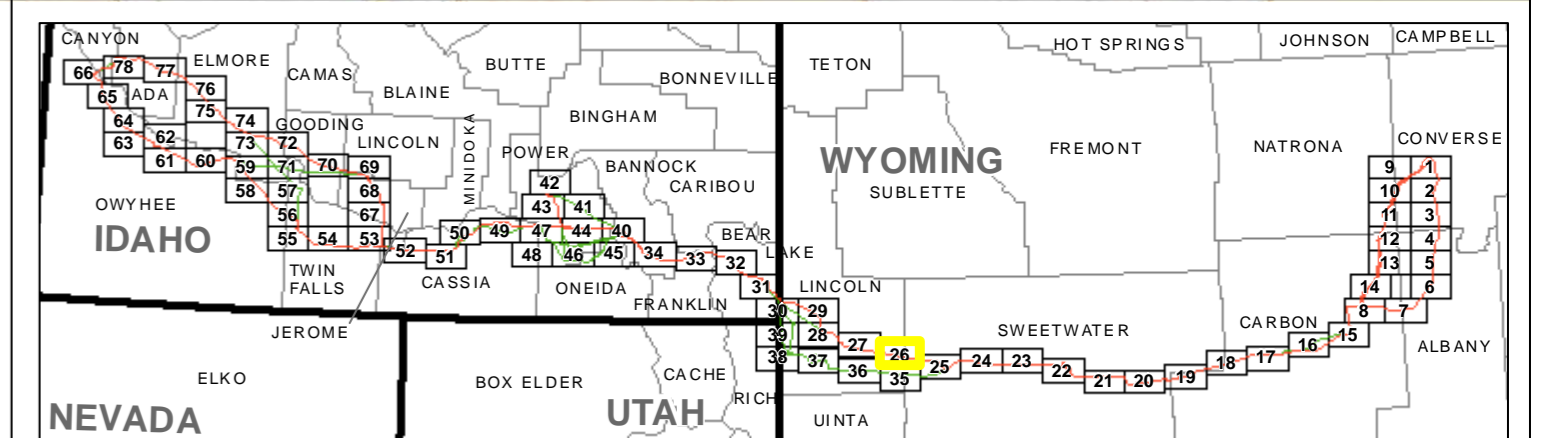 CANYON
ELMORE
CAMAS
BUTTE
BONNEVILLE
TETON
HOT SPRINGS
JOHNSON
CAMPBELL
66
78
77
76
ADA
65
75
BLAINE
64
74
63
62
73
GOODING
72
LINCOLN
MINIDOKA
BINGHAM
POWER
BANNOCK
CARIBOU
WYOMING
SUBLETTE
FREMONT
NATRONA
CONVERSE
61
60
59
71
70
69
58
57
68
56
67
55
54
53
OWYHEE
IDAHO
52
51
50
49
42
43
41
47
44
40
48
46
45
34
33
32
31
BEAR
LAKE
9
1
10
2
11
3
12
4
13
5
14
6
8
7
TWIN
FALLS
CASSIA
ONEIDA
FRANKLIN
LINCOLN
JEROME
30
29
39
28
38
37
27
26
36
35
25
24
23
22
21
20
19
18
17
16
15
SWEETWATER
CARBON
ALBANY
ELKO
BOX ELDER
CACHE
RICH
UINTA
NEVADA
UTAH